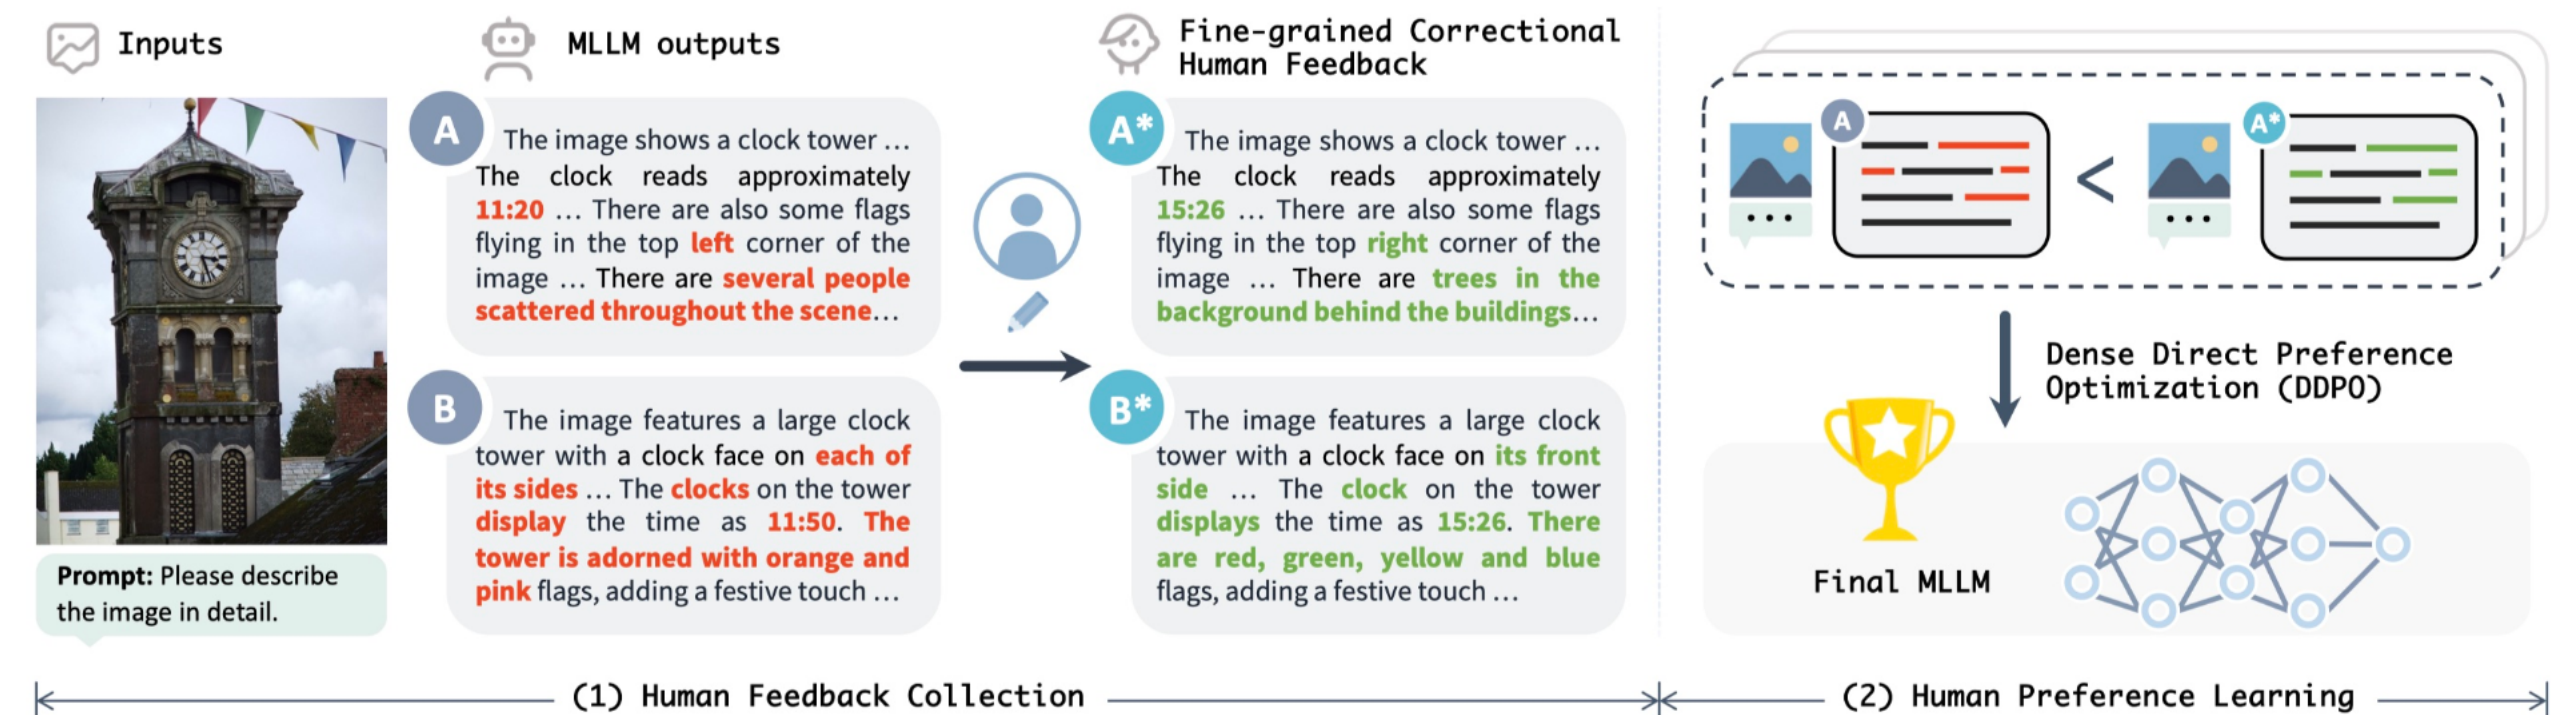 Inputs
Prompt: Please describe
the image in detail.
MLLM outputs
A
The image shows a clock tower ...
The clock reads approximately
11:20 ... There are also some flags
flying in the top left corner of the
image ... There are several people
scattered throughout the scene...
B
The image features a large clock
tower with a clock face on each of
its sides ... The clocks on the tower
display the time as 11:50. The
tower is adorned with orange and
pink flags, adding a festive touch ...
Fine-grained Correctional
Human Feedback
A*
The image shows a clock tower ...
The clock reads approximately
15:26 ... There are also some flags
flying in the top right corner of the
image ... There are trees in the
background behind the buildings...
B*
The image features a large clock
tower with a clock face on its front
side ... The clock on the tower
displays the time as 15:26. There
are red, green, yellow and blue
flags, adding a festive touch ...
(1) Human Feedback Collection
A
<
A*
Dense Direct Preference
Optimization (DDPO)
Final MLLM
(2) Human Preference Learning